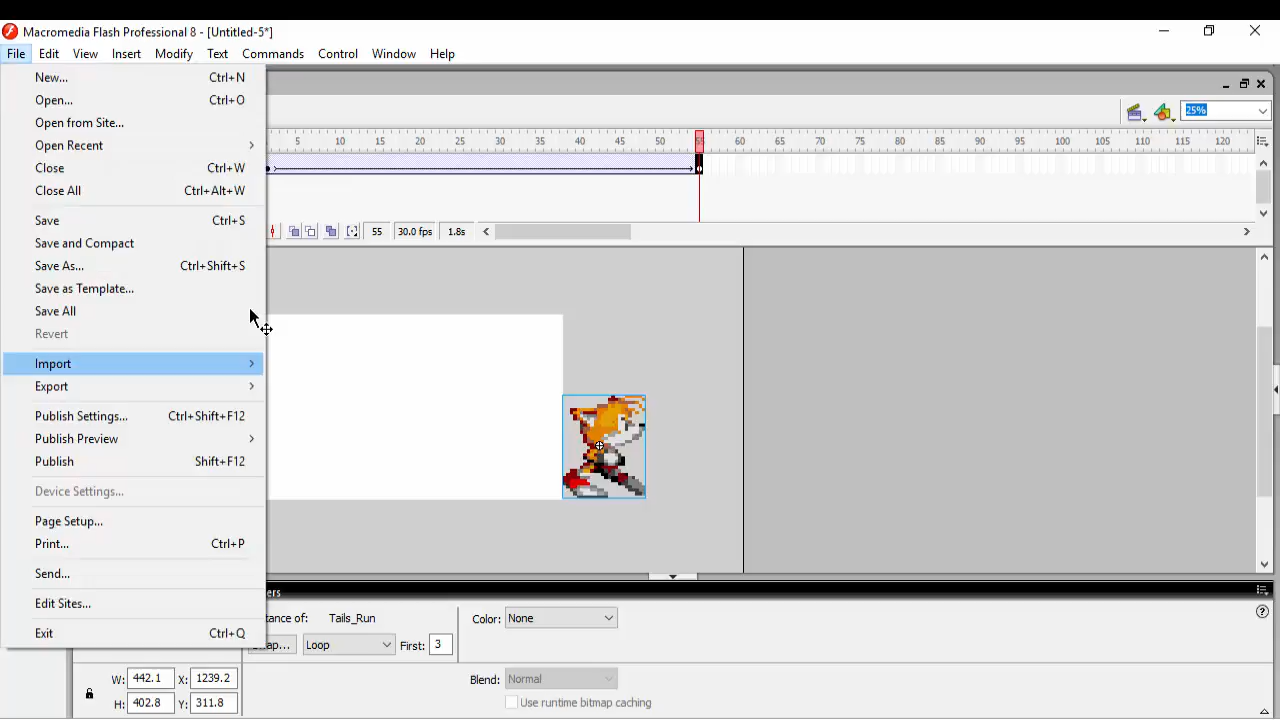 Macromedia Flash Professional 8 - [Untitled-5*]
File Edit View Insert Modify Text Commands Control Window Help
New... Ctrl+N
Open... Ctrl+O
Open from Site...
Open Recent
Close Ctrl+W
Close All Ctrl+Alt+W
Save Ctrl+S
Save and Compact
Save As... Ctrl+Shift+S
Save as Template...
Save All
Revert
Import
Export
Publish Settings... Ctrl+Shift+F12
Publish Preview
Publish Shift+F12
Device Settings...
Page Setup...
Print... Ctrl+P
Send...
Edit Sites...
Exit Ctrl+Q
25%
5 10 15 20 25 30 35 40 45 50 55 60 65 70 75 80 85 90 95 100 105 110 115 120
55 30.0 fps 1.8s
ers
tance of: Tails_Run Color: None
ap... Loop First: 3
W: 442.1 X: 1239.2 Blend: Normal
H: 402.8 Y: 311.8 Use runtime bitmap caching